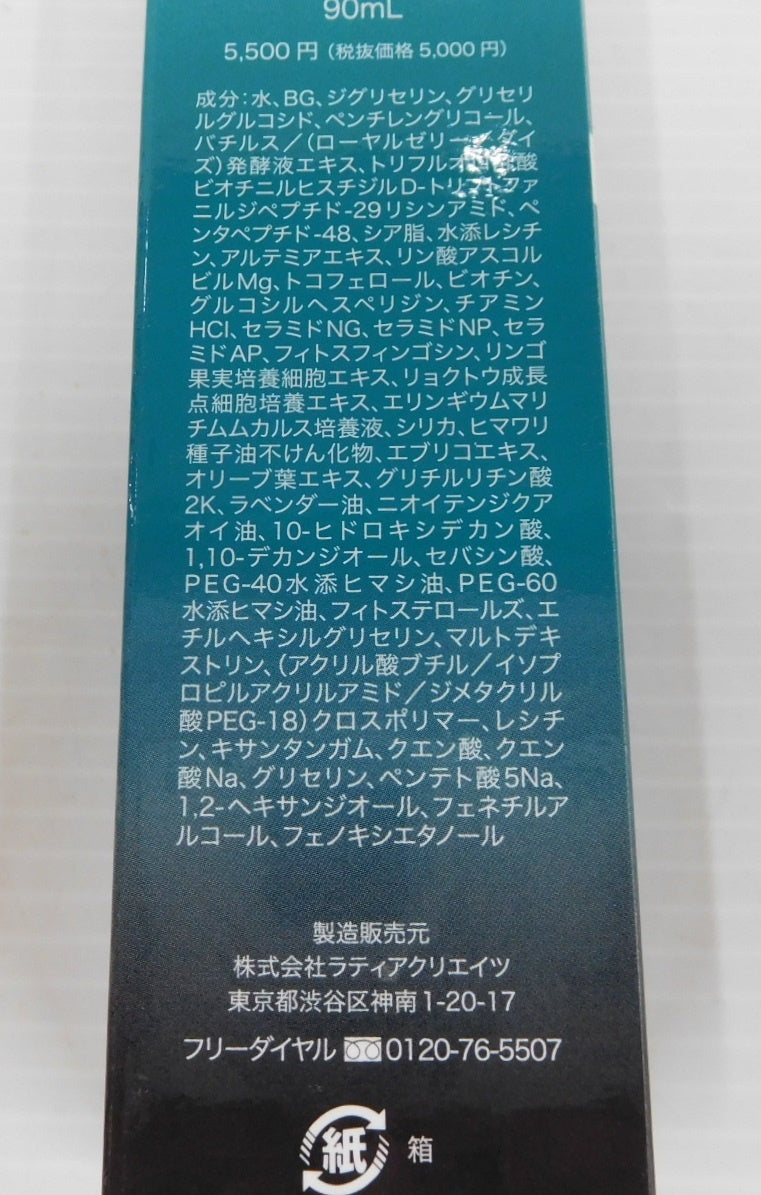 90mL
5,500 円 (税抜価格 5,000 円)
成分:水、BG、ジグリセリン、グリセリ
ルグルコシド、ペンチレングリコール、
バチルス/(ローヤルゼリー/ダイ
ズ)発酵液エキス、トリフルオロ酢酸
ビオチニルヒスチジルD-トリプトファ
ニルジペプチド-29リシンアミド、ペ
ンタペプチド-48、シア脂、水添レシチ
ン、アルテミアエキス、リン酸アスコル
ビルMg、トコフェロール、ビオチン、
グルコシルヘスペリジン、チアミン
HCl、セラミドNG、セラミドNP、セラ
ミドAP、フィトスフィンゴシン、リンゴ
果実培養細胞エキス、リョクトウ成長
点細胞培養エキス、エリンギウムマリ
チムムカルス培養液、シリカ、ヒマワリ
種子油不けん化物、エブリコエキス、
オリーブ葉エキス、グリチルリチン酸
2K、ラベンダー油、ニオイテンジクア
オイ油、10-ヒドロキシデカン酸、
1,10-デカンジオール、セバシン酸、
PEG-40水添ヒマシ油、PEG-60
水添ヒマシ油、フィトステロールズ、エ
チルヘキシルグリセリン、マルトデキ
ストリン、(アクリル酸ブチル/イソプ
ロピルアクリルアミド/ジメタクリル
酸PEG-18)クロスポリマー、レシチ
ン、キサンタンガム、クエン酸、クエン
酸Na、グリセリン、ペンテト酸5Na、
1,2-ヘキサンジオール、フェネチルア
ルコール、フェノキシエタノール
製造販売元
株式会社ラティアクリエイツ
東京都渋谷区神南1-20-17
フリーダイヤル 0120-76-5507
紙 箱